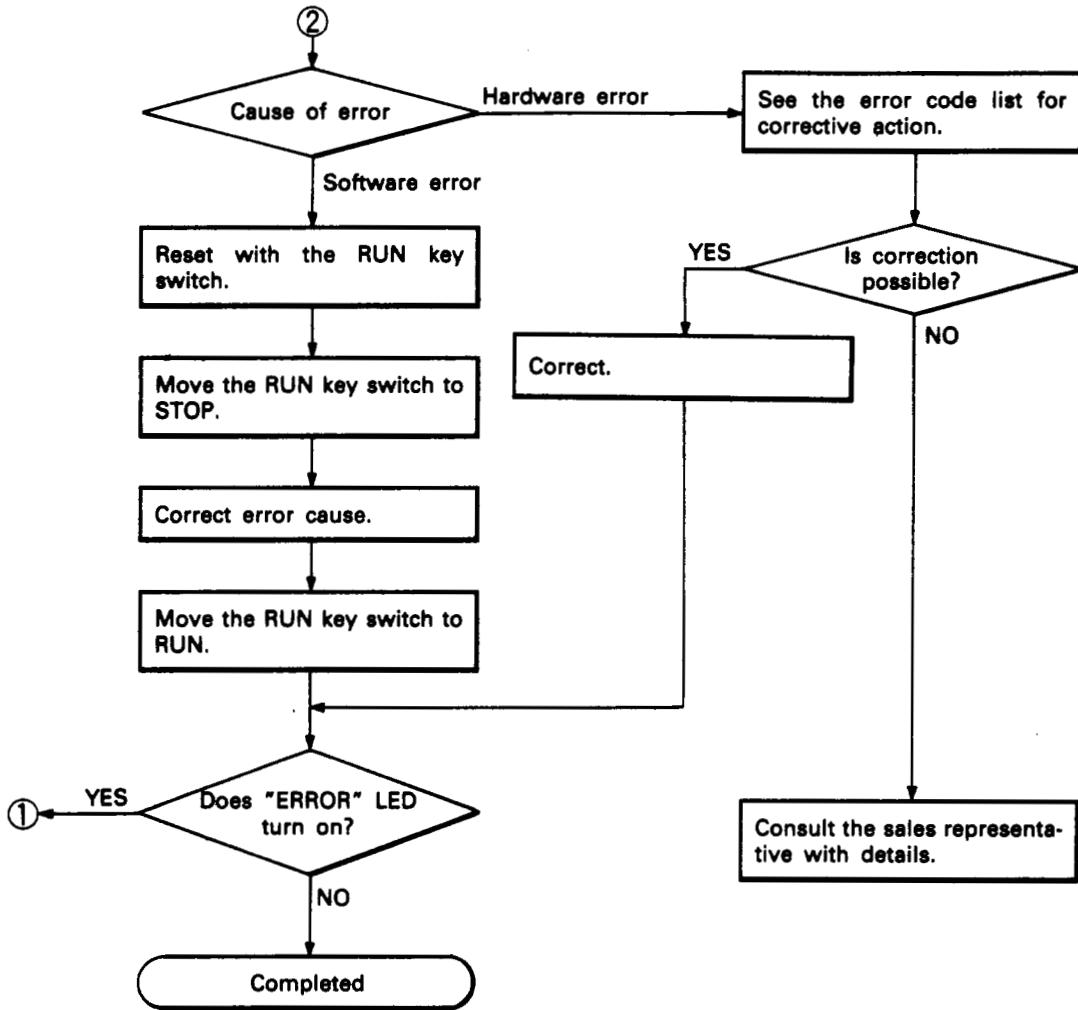 ②
Cause of error
Hardware error
See the error code list for
corrective action.
Software error
Reset with the RUN key
switch.
YES
Is correction
possible?
NO
Move the RUN key switch to
STOP.
Correct.
Correct error cause.
Move the RUN key switch to
RUN.
①
YES
Does "ERROR" LED
turn on?
NO
Consult the sales representa-
tive with details.
Completed